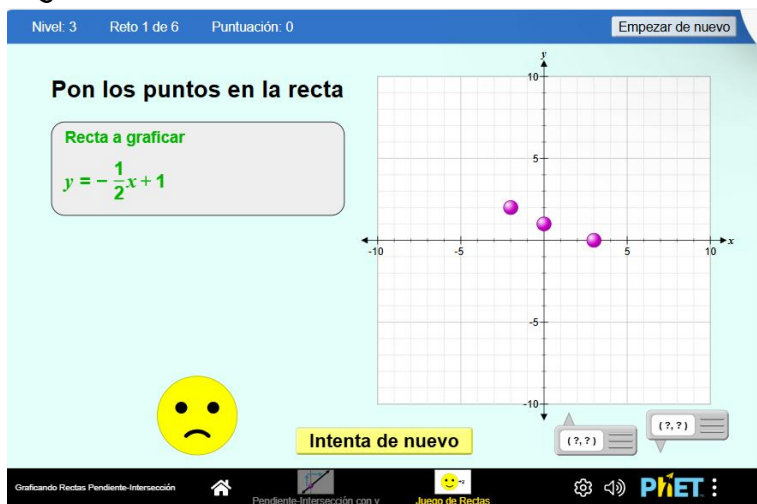 Nivel: 3 Reto 1 de 6 Puntuación: 0 Empezar de nuevo
Pon los puntos en la recta
Recta a graficar
y = - 1/2 x + 1
y
10
5
-10 -5 5 10 x
-5
-10
Intenta de nuevo
( ?, ? )
( ?, ? )
Graficando Rectas Pendiente-Intersección
Pendiente-Intersección con y
Juego de Rectas
PhET